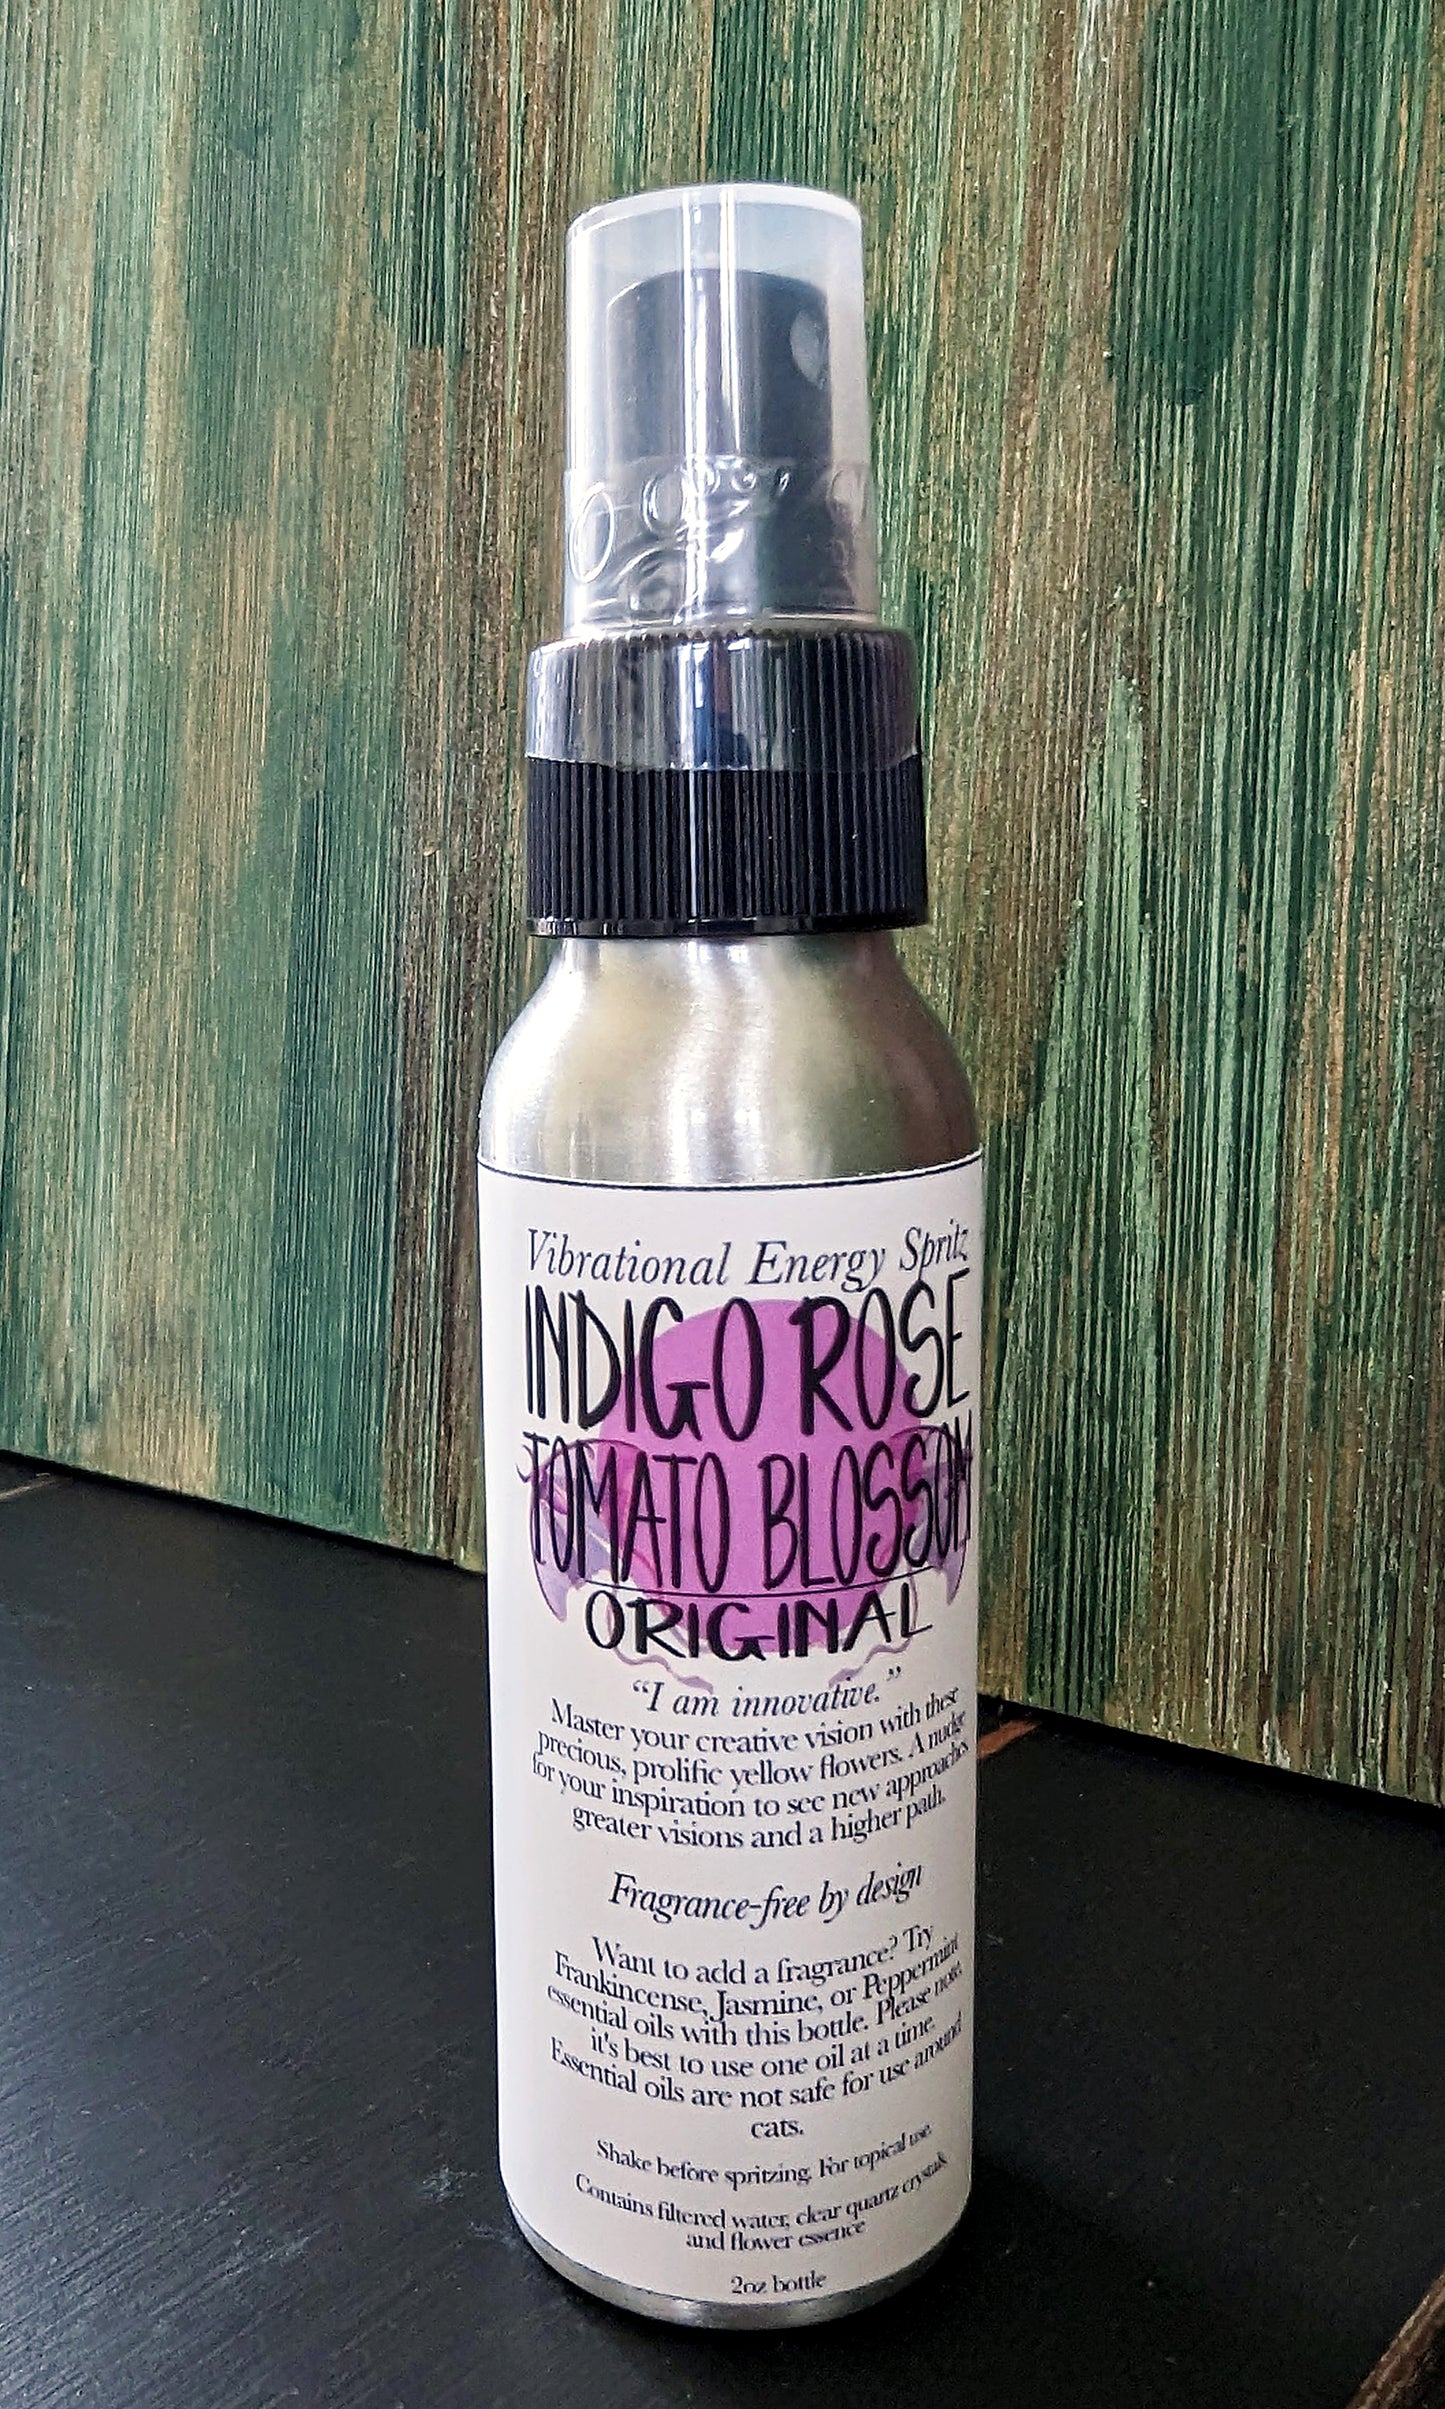 Vibrational Energy Spritz
INDIGO ROSE
TOMATO BLOSSOM
ORIGINAL
“I am innovative.”
Master your creative vision with these
precious, prolific yellow flowers. A nudge
for your inspiration to see new approaches
greater visions and a higher path.
Fragrance-free by design
Want to add a fragrance? Try
Frankincense, Jasmine, or Peppermint
essential oils with this bottle. Please note,
it's best to use one oil at a time.
Essential oils are not safe for use around
cats.
Shake before spritzing. For topical use.
Contains filtered water, clear quartz crystals,
and flower essence
2oz bottle